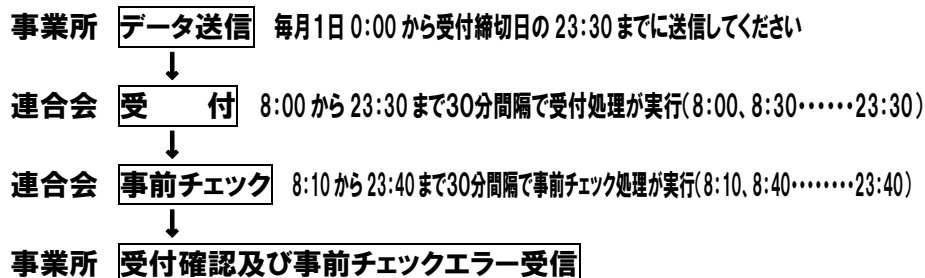 事業所 データ送信 毎月1日 0:00 から受付締切日の 23:30 までに送信してください
↓
連合会 受　　付 8:00 から 23:30 まで30分間隔で受付処理が実行(8:00、8:30・・・・・・23:30)
↓
連合会 事前チェック 8:10 から 23:40 まで30分間隔で事前チェック処理が実行(8:10、8:40・・・・・・・・23:40)
↓
事業所 受付確認及び事前チェックエラー受信